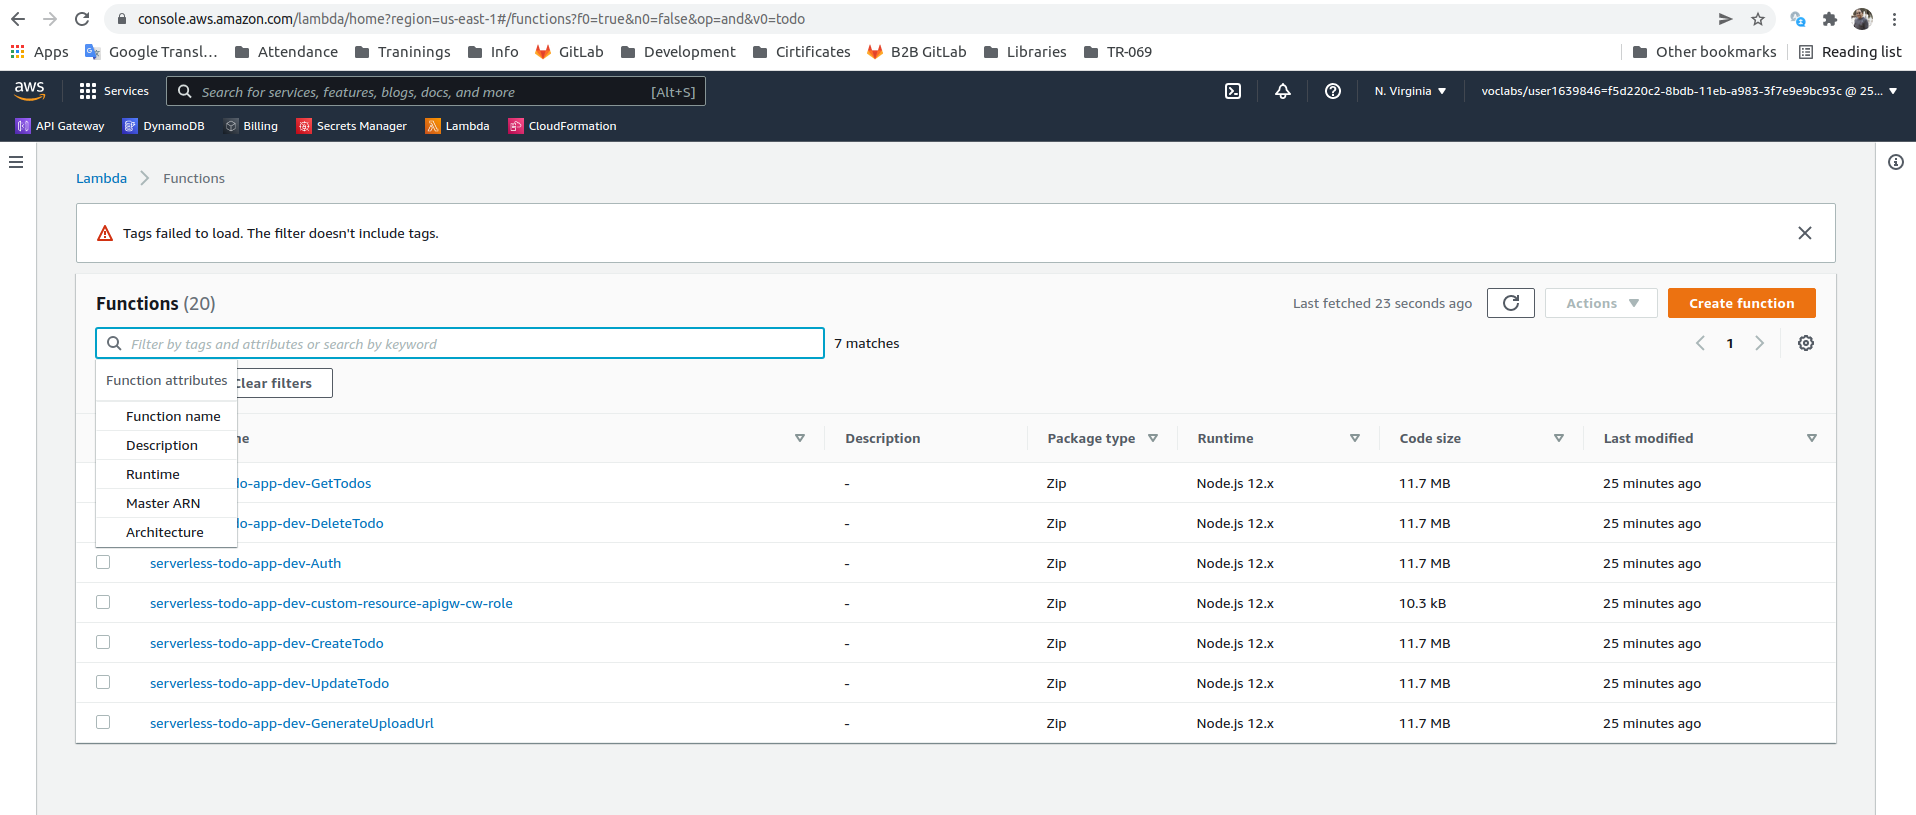 console.aws.amazon.com/lambda/home?region=us-east-1#/functions?f0=true&n0=false&op=and&v0=todo
Apps Google Transl... Attendance Traninings Info GitLab Development Cirtificates B2B GitLab Libraries TR-069 Other bookmarks Reading list
aws Services Search for services, features, blogs, docs, and more [Alt+S] N. Virginia voclabs/user1639846=f5d220c2-8bdb-11eb-a983-3f7e9e9bc93c @ 25...
API Gateway DynamoDB Billing Secrets Manager Lambda CloudFormation
Lambda Functions
Tags failed to load. The filter doesn't include tags.
Functions (20) Last fetched 23 seconds ago Actions Create function
Filter by tags and attributes or search by keyword 7 matches 1
Function attributes
Clear filters
Function name
Description
Runtime
Master ARN
Architecture
me Description Package type Runtime Code size Last modified
do-app-dev-GetTodos - Zip Node.js 12.x 11.7 MB 25 minutes ago
do-app-dev-DeleteTodo - Zip Node.js 12.x 11.7 MB 25 minutes ago
serverless-todo-app-dev-Auth - Zip Node.js 12.x 11.7 MB 25 minutes ago
serverless-todo-app-dev-custom-resource-apigw-cw-role - Zip Node.js 12.x 10.3 kB 25 minutes ago
serverless-todo-app-dev-CreateTodo - Zip Node.js 12.x 11.7 MB 25 minutes ago
serverless-todo-app-dev-UpdateTodo - Zip Node.js 12.x 11.7 MB 25 minutes ago
serverless-todo-app-dev-GenerateUploadUrl - Zip Node.js 12.x 11.7 MB 25 minutes ago